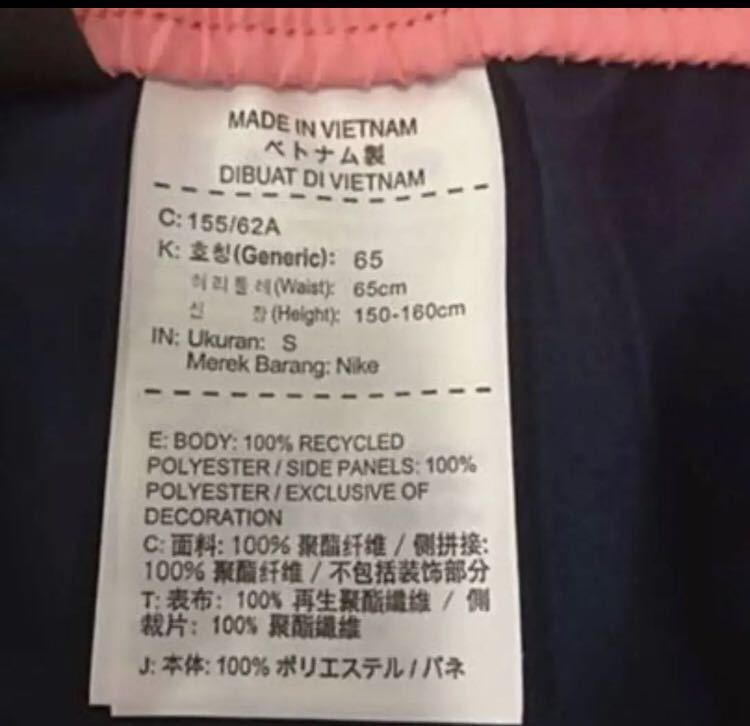 MADE IN VIETNAM
ベトナム製
DIBUAT DI VIETNAM
C: 155/62A
K: 호칭(Generic): 65
허리둘레(Waist): 65cm
신 장(Height): 150-160cm
IN: Ukuran: S
Merek Barang: Nike
E: BODY: 100% RECYCLED
POLYESTER / SIDE PANELS: 100%
POLYESTER / EXCLUSIVE OF
DECORATION
C: 面料: 100% 聚酯纤维 / 侧拼接:
100% 聚酯纤维 / 不包括装饰部分
T: 表布: 100% 再生聚酯纖維 / 側
裁片: 100% 聚酯纖維
J: 本体: 100% ポリエステル / パネ